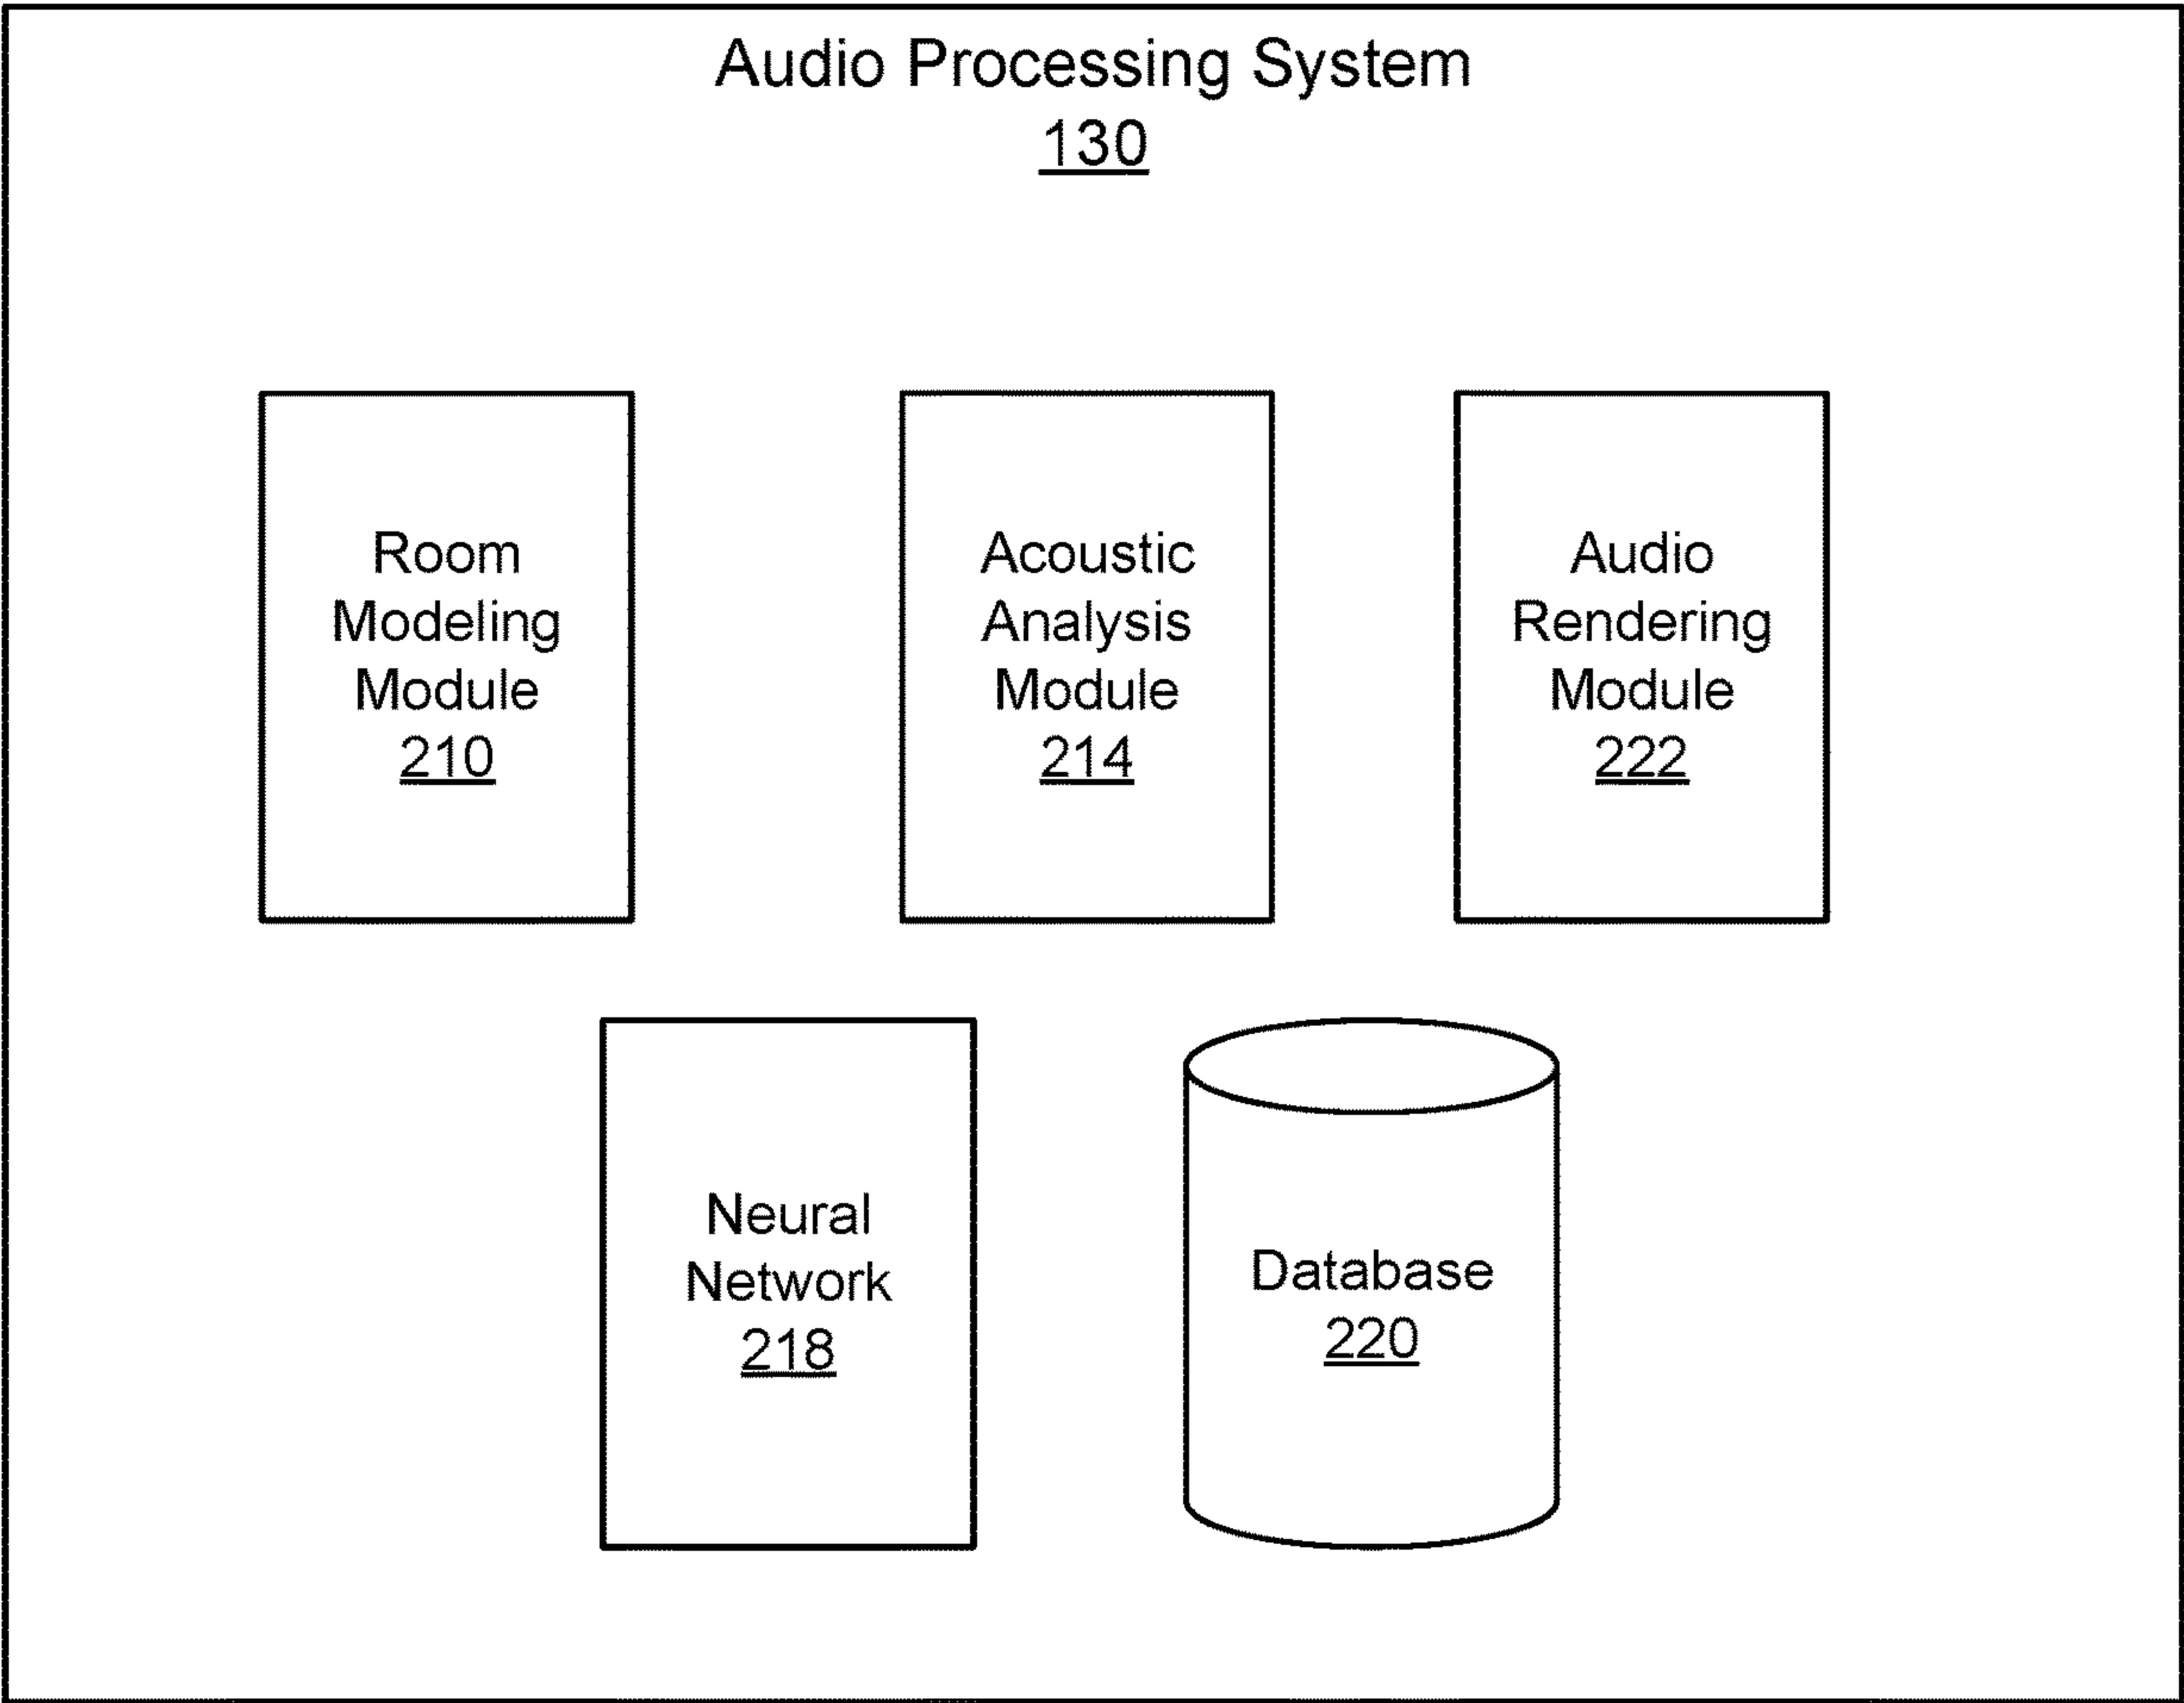 Audio Processing System
130
Room
Modeling
Module
210
Acoustic
Analysis
Module
214
Audio
Rendering
Module
222
Neural
Network
218
Database
220